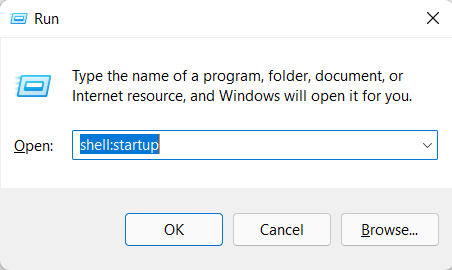 Run
Type the name of a program, folder, document, or
Internet resource, and Windows will open it for you.
Open: shell:startup
OK Cancel Browse...